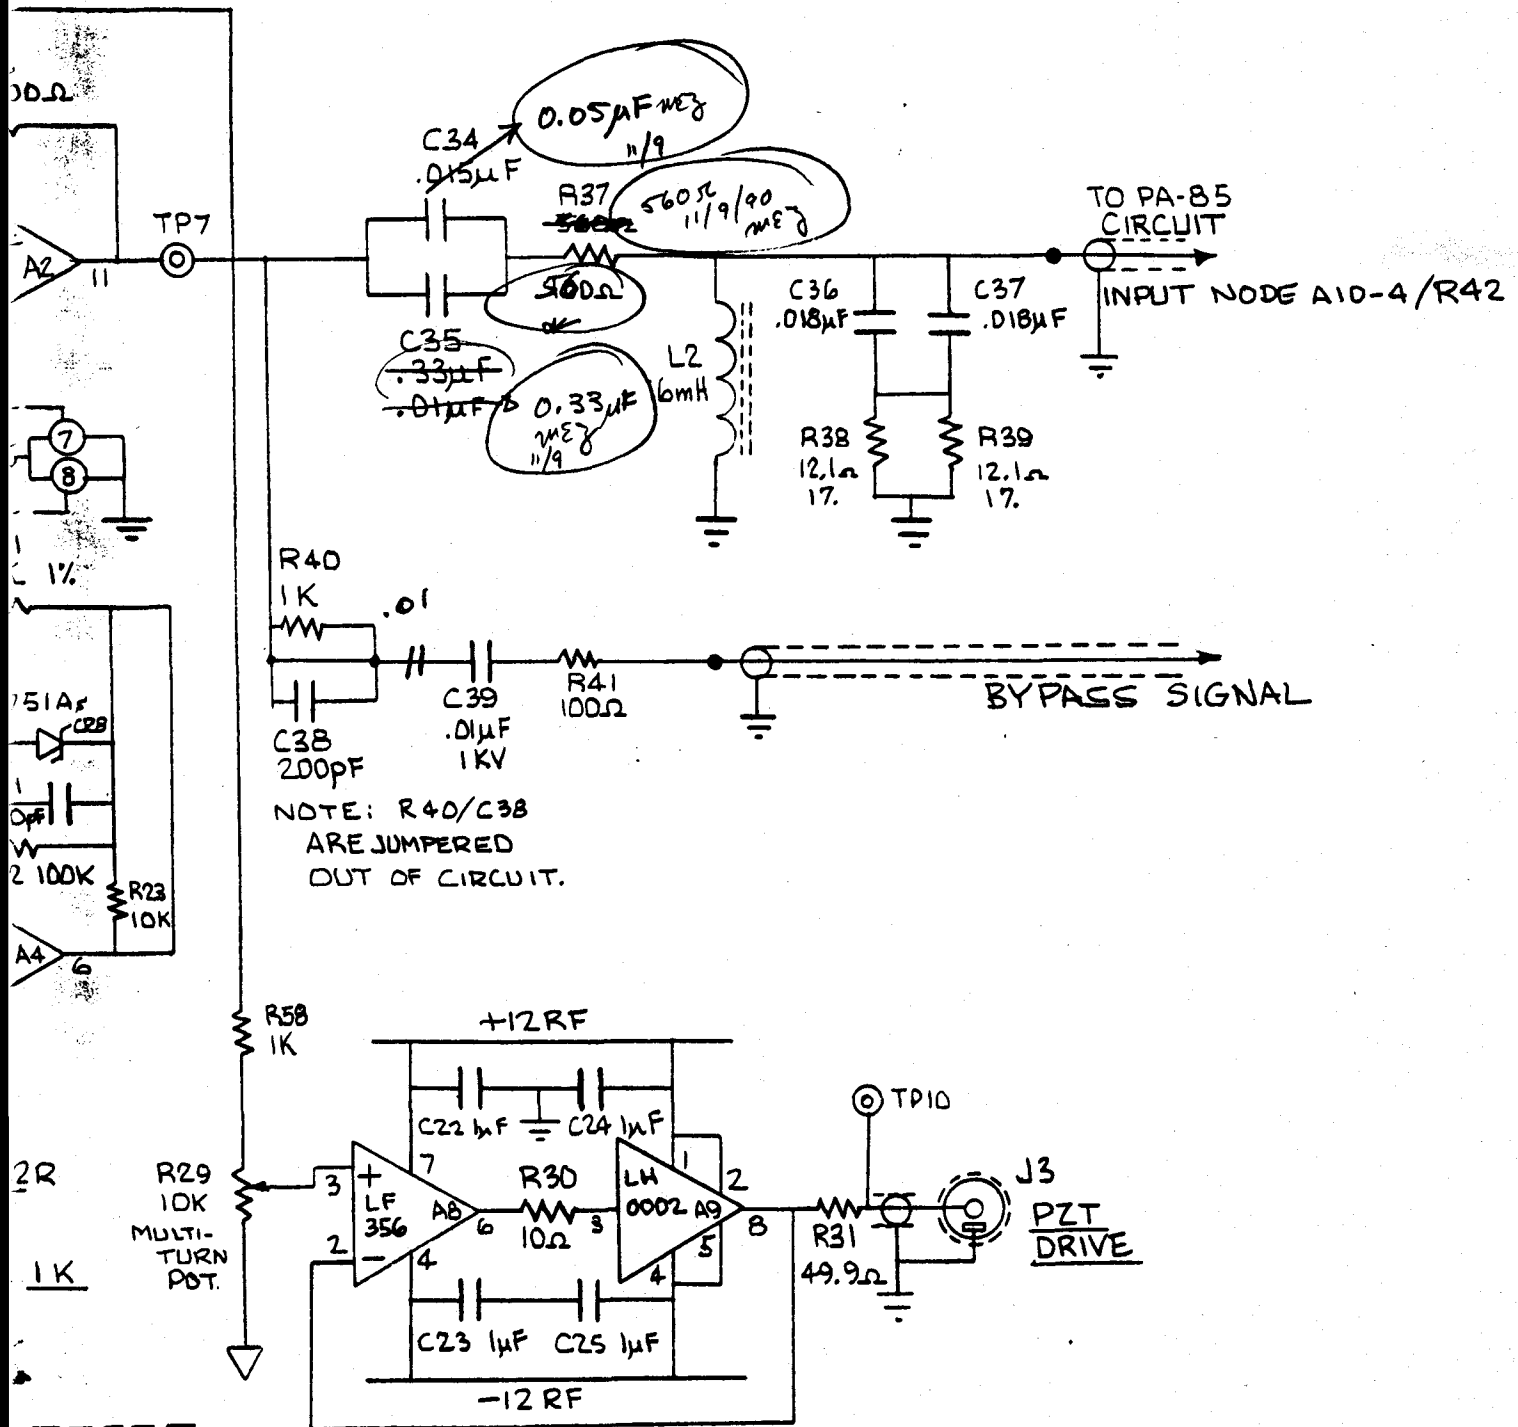 0.05µF
11/9
C34
.015µF
TP7
R37
560Ω
11/9/90
560Ω
TO PA-85
CIRCUIT
A2
11
INPUT NODE A10-4/R42
C35
.33µF
.01µF
0.33µF
11/9
L2
6mH
C36
.018µF
C37
.018µF
R38
12.1Ω
1%
R39
12.1Ω
1%
7
8
1%
R40
1K
.01
C39
.01µF
1KV
R41
100Ω
BYPASS SIGNAL
C38
200pF
NOTE: R40/C38
ARE JUMPERED
OUT OF CIRCUIT.
CR8
2 100K
R23
10K
A4
6
R58
1K
+12RF
C22 1µF
C24 1µF
TP10
2R
R29
10K
MULTI-
TURN
POT.
1K
3
+
7
LF
356
A8
6
2
-
4
R30
10Ω
3
LH
0002
A9
1
2
8
5
4
R31
49.9Ω
J3
PZT
DRIVE
C23 1µF
C25 1µF
-12RF